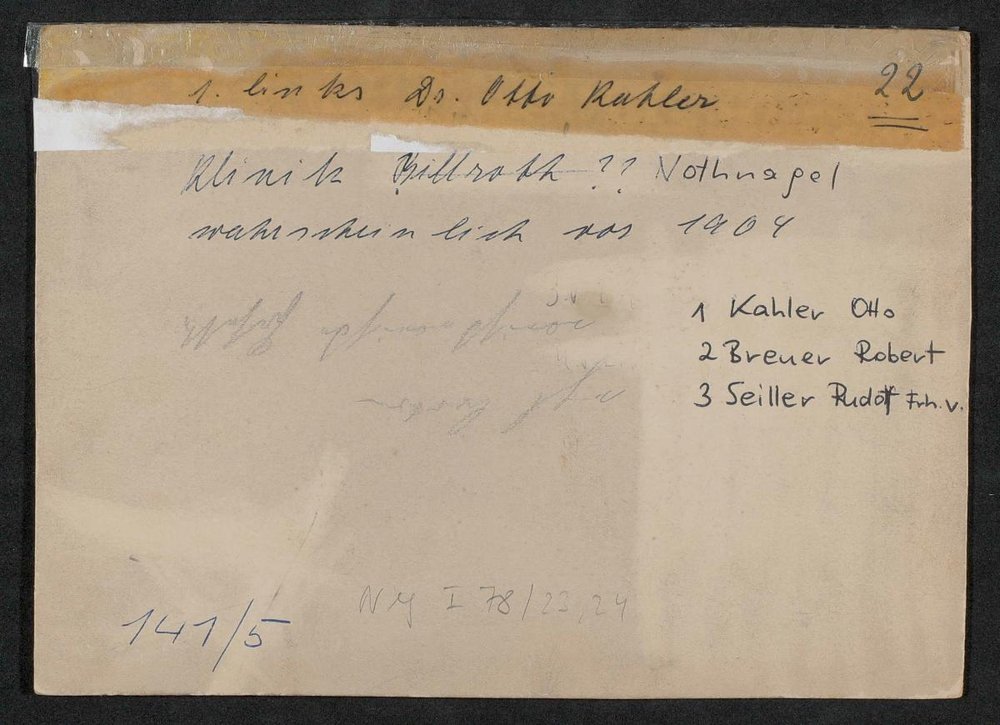 22
1. links Dr. Otto Kahler
Klinik Billroth ?? Nothnagel
wahrscheinlich vor 1904
1 Kahler Otto
2 Breuer Robert
3 Seiller Rudolf Frh. v.
NY I 78/23,24
141/5